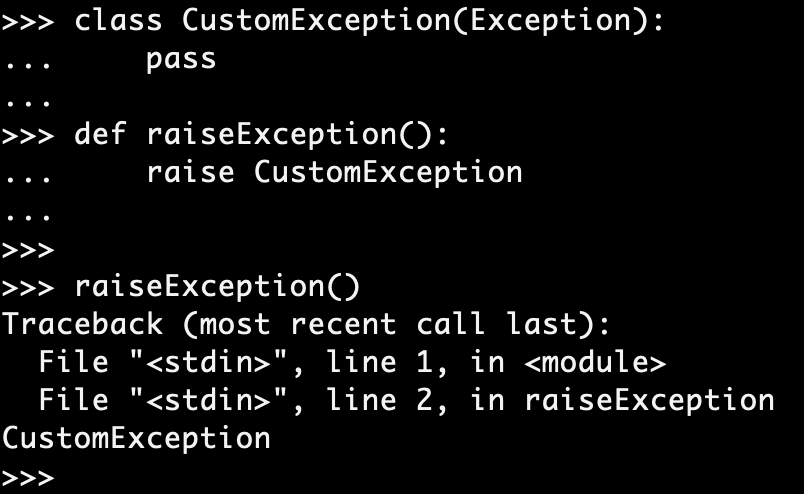 >>> class CustomException(Exception):
...     pass
...
>>> def raiseException():
...     raise CustomException
...
>>>
>>> raiseException()
Traceback (most recent call last):
  File "<stdin>", line 1, in <module>
  File "<stdin>", line 2, in raiseException
CustomException
>>>